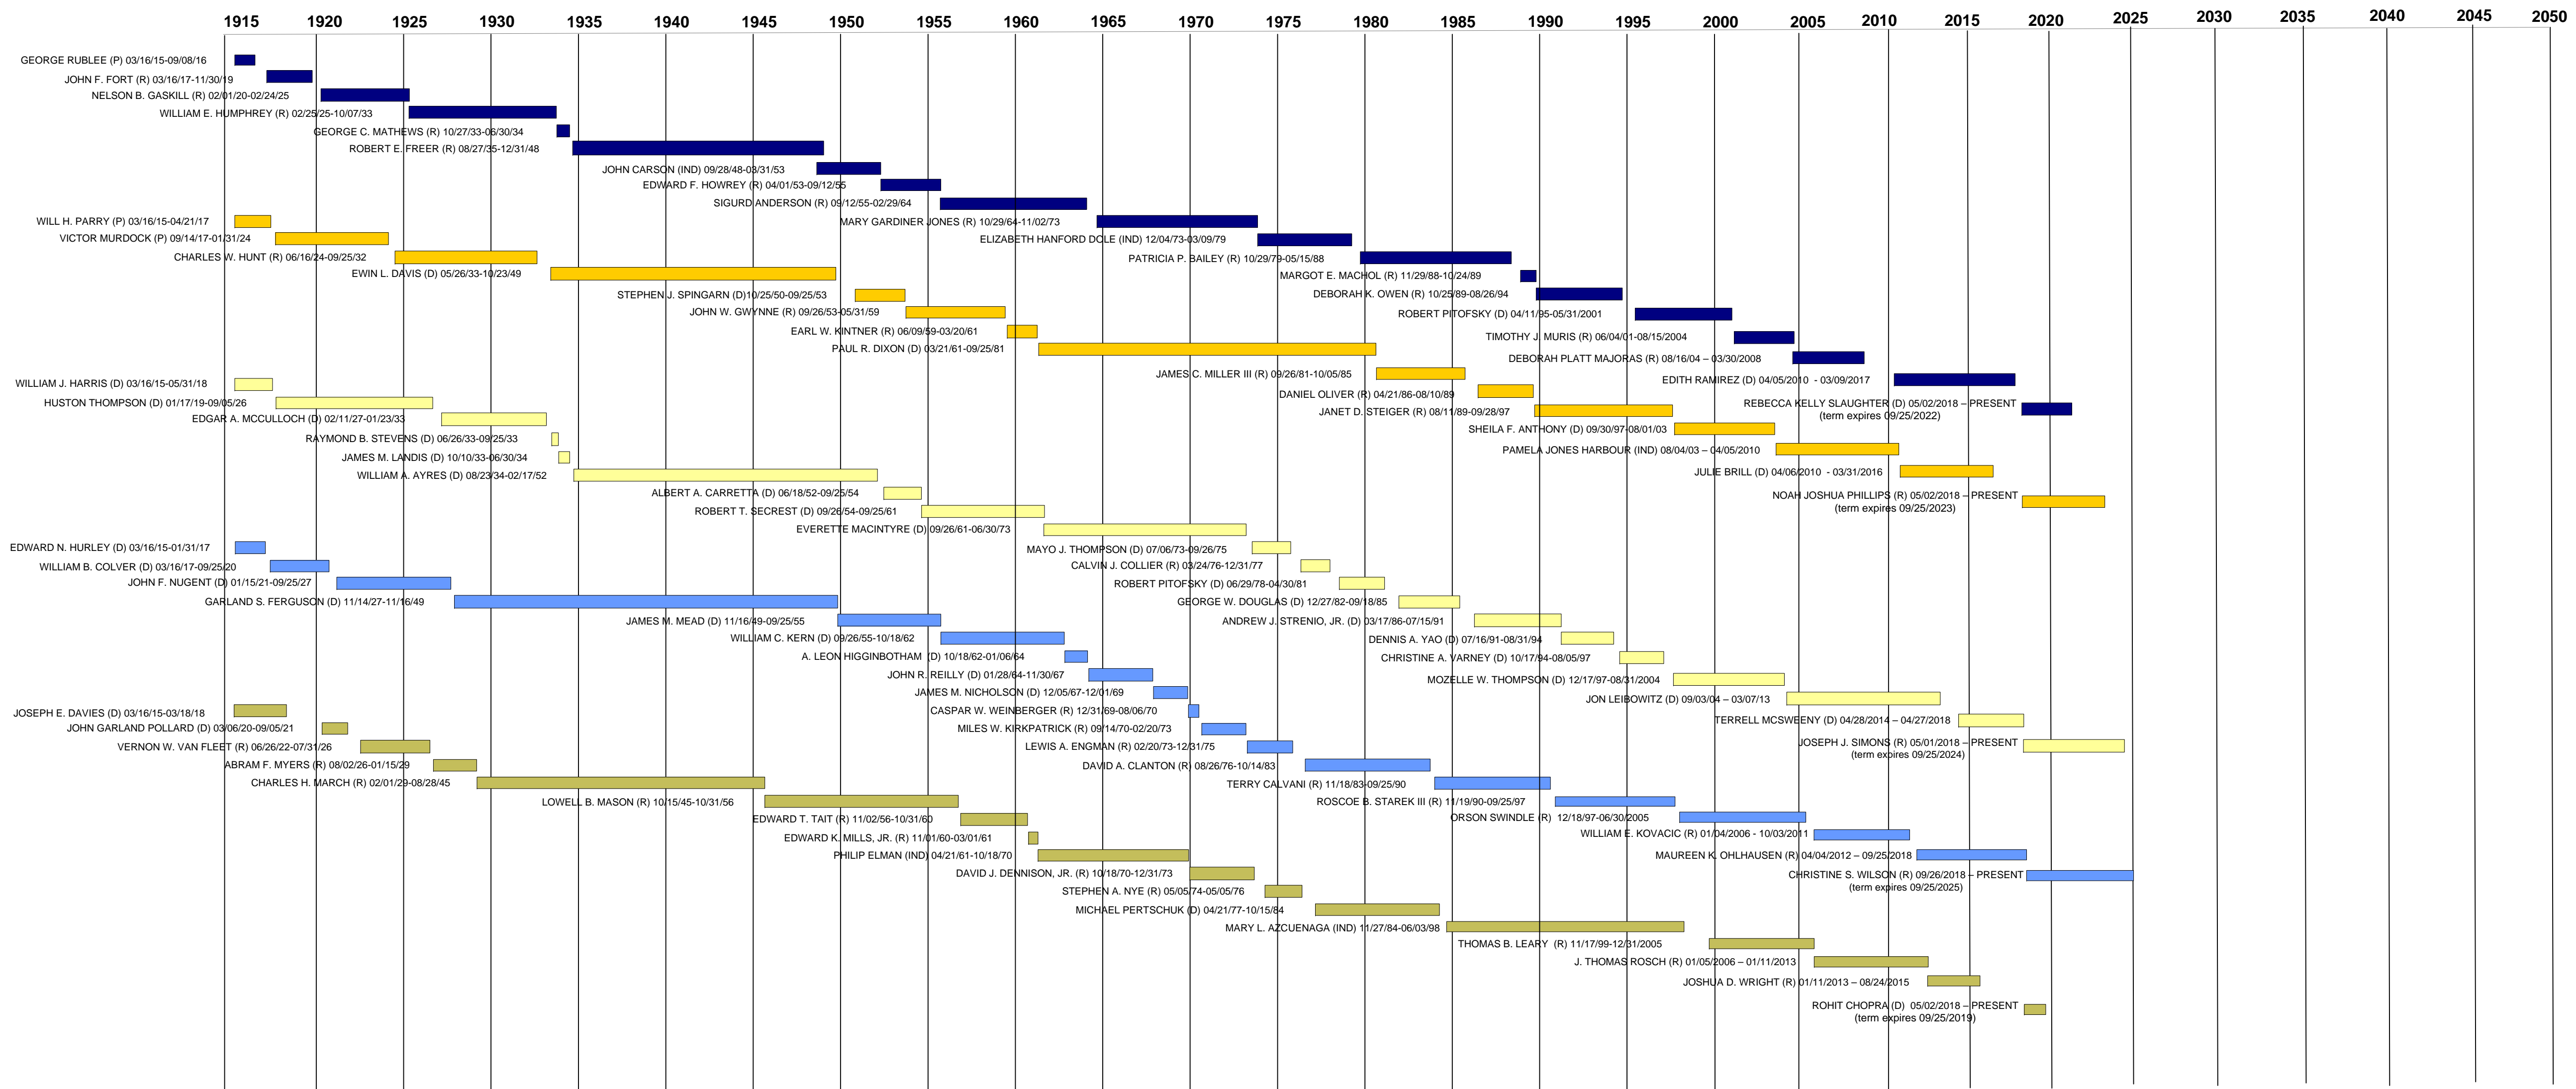 1915 1920 1925 1930 1935 1940 1945 1950 1955 1960 1965 1970 1975 1980 1985 1990 1995 2000 2005 2010 2015 2020 2025 2030 2035 2040 2045 2050
GEORGE RUBLEE (P) 03/16/15-09/08/16
JOHN F. FORT (R) 03/16/17-11/30/19
NELSON B. GASKILL (R) 02/01/20-02/24/25
WILLIAM E. HUMPHREY (R) 02/25/25-10/07/33
GEORGE C. MATHEWS (R) 10/27/33-06/30/34
ROBERT E. FREER (R) 08/27/35-12/31/48
JOHN CARSON (IND) 09/28/48-03/31/53
EDWARD F. HOWREY (R) 04/01/53-09/12/55
SIGURD ANDERSON (R) 09/12/55-02/29/64
MARY GARDINER JONES (R) 10/29/64-11/02/73
ELIZABETH HANFORD DOLE (IND) 12/04/73-03/09/79
PATRICIA P. BAILEY (R) 10/29/79-05/15/88
MARGOT E. MACHOL (R) 11/29/88-10/24/89
DEBORAH K. OWEN (R) 10/25/89-08/26/94
ROBERT PITOFSKY (D) 04/11/95-05/31/2001
TIMOTHY J. MURIS (R) 06/04/01-08/15/2004
DEBORAH PLATT MAJORAS (R) 08/16/04 – 03/30/2008
EDITH RAMIREZ (D) 04/05/2010 - 03/09/2017
REBECCA KELLY SLAUGHTER (D) 05/02/2018 – PRESENT
(term expires 09/25/2022)
WILL H. PARRY (P) 03/16/15-04/21/17
VICTOR MURDOCK (P) 09/14/17-01/31/24
CHARLES W. HUNT (R) 06/16/24-09/25/32
EWIN L. DAVIS (D) 05/26/33-10/23/49
STEPHEN J. SPINGARN (D)10/25/50-09/25/53
JOHN W. GWYNNE (R) 09/26/53-05/31/59
EARL W. KINTNER (R) 06/09/59-03/20/61
PAUL R. DIXON (D) 03/21/61-09/25/81
JAMES C. MILLER III (R) 09/26/81-10/05/85
DANIEL OLIVER (R) 04/21/86-08/10/89
JANET D. STEIGER (R) 08/11/89-09/28/97
SHEILA F. ANTHONY (D) 09/30/97-08/01/03
PAMELA JONES HARBOUR (IND) 08/04/03 – 04/05/2010
JULIE BRILL (D) 04/06/2010 - 03/31/2016
NOAH JOSHUA PHILLIPS (R) 05/02/2018 – PRESENT
(term expires 09/25/2023)
WILLIAM J. HARRIS (D) 03/16/15-05/31/18
HUSTON THOMPSON (D) 01/17/19-09/05/26
EDGAR A. MCCULLOCH (D) 02/11/27-01/23/33
RAYMOND B. STEVENS (D) 06/26/33-09/25/33
JAMES M. LANDIS (D) 10/10/33-06/30/34
WILLIAM A. AYRES (D) 08/23/34-02/17/52
ALBERT A. CARRETTA (D) 06/18/52-09/25/54
ROBERT T. SECREST (D) 09/26/54-09/25/61
EVERETTE MACINTYRE (D) 09/26/61-06/30/73
MAYO J. THOMPSON (D) 07/06/73-09/26/75
CALVIN J. COLLIER (R) 03/24/76-12/31/77
ROBERT PITOFSKY (D) 06/29/78-04/30/81
GEORGE W. DOUGLAS (D) 12/27/82-09/18/85
ANDREW J. STRENIO, JR. (D) 03/17/86-07/15/91
DENNIS A. YAO (D) 07/16/91-08/31/94
CHRISTINE A. VARNEY (D) 10/17/94-08/05/97
MOZELLE W. THOMPSON (D) 12/17/97-08/31/2004
JON LEIBOWITZ (D) 09/03/04 – 03/07/13
TERRELL MCSWEENY (D) 04/28/2014 – 04/27/2018
JOSEPH J. SIMONS (R) 05/01/2018 – PRESENT
(term expires 09/25/2024)
EDWARD N. HURLEY (D) 03/16/15-01/31/17
WILLIAM B. COLVER (D) 03/16/17-09/25/20
JOHN F. NUGENT (D) 01/15/21-09/25/27
GARLAND S. FERGUSON (D) 11/14/27-11/16/49
JAMES M. MEAD (D) 11/16/49-09/25/55
WILLIAM C. KERN (D) 09/26/55-10/18/62
A. LEON HIGGINBOTHAM (D) 10/18/62-01/06/64
JOHN R. REILLY (D) 01/28/64-11/30/67
JAMES M. NICHOLSON (D) 12/05/67-12/01/69
CASPAR W. WEINBERGER (R) 12/31/69-08/06/70
MILES W. KIRKPATRICK (R) 09/14/70-02/20/73
LEWIS A. ENGMAN (R) 02/20/73-12/31/75
DAVID A. CLANTON (R) 08/26/76-10/14/83
TERRY CALVANI (R) 11/18/83-09/25/90
ROSCOE B. STAREK III (R) 11/19/90-09/25/97
ORSON SWINDLE (R) 12/18/97-06/30/2005
WILLIAM E. KOVACIC (R) 01/04/2006 - 10/03/2011
MAUREEN K. OHLHAUSEN (R) 04/04/2012 – 09/25/2018
CHRISTINE S. WILSON (R) 09/26/2018 – PRESENT
(term expires 09/25/2025)
JOSEPH E. DAVIES (D) 03/16/15-03/18/18
JOHN GARLAND POLLARD (D) 03/06/20-09/05/21
VERNON W. VAN FLEET (R) 06/26/22-07/31/26
ABRAM F. MYERS (R) 08/02/26-01/15/29
CHARLES H. MARCH (R) 02/01/29-08/28/45
LOWELL B. MASON (R) 10/15/45-10/31/56
EDWARD T. TAIT (R) 11/02/56-10/31/60
EDWARD K. MILLS, JR. (R) 11/01/60-03/01/61
PHILIP ELMAN (IND) 04/21/61-10/18/70
DAVID J. DENNISON, JR. (R) 10/18/70-12/31/73
STEPHEN A. NYE (R) 05/05/74-05/05/76
MICHAEL PERTSCHUK (D) 04/21/77-10/15/84
MARY L. AZCUENAGA (IND) 11/27/84-06/03/98
THOMAS B. LEARY (R) 11/17/99-12/31/2005
J. THOMAS ROSCH (R) 01/05/2006 – 01/11/2013
JOSHUA D. WRIGHT (R) 01/11/2013 – 08/24/2015
ROHIT CHOPRA (D) 05/02/2018 – PRESENT
(term expires 09/25/2019)